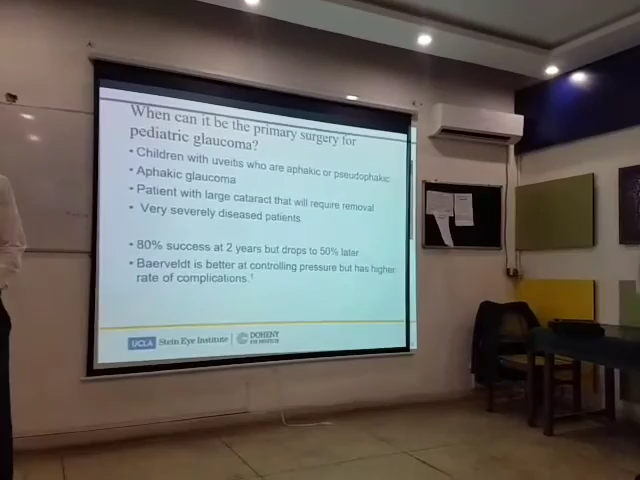 When can it be the primary surgery for
pediatric glaucoma?
• Children with uveitis who are aphakic or pseudophakic
• Aphakic glaucoma
• Patient with large cataract that will require removal
• Very severely diseased patients
• 80% success at 2 years but drops to 50% later
• Baerveldt is better at controlling pressure but has higher
rate of complications.¹
UCLA Stein Eye Institute | DOHENY
EYE INSTITUTE